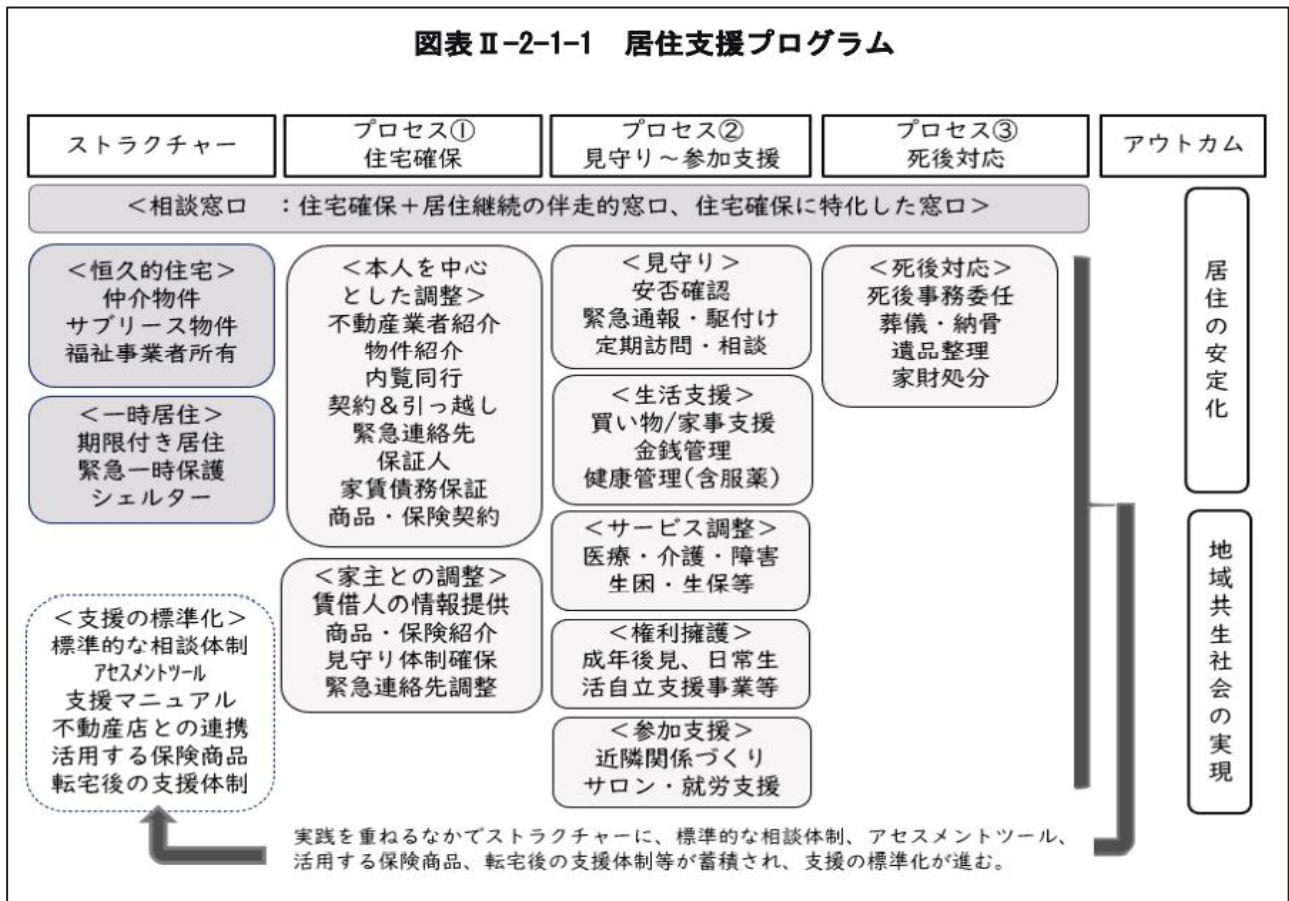 図表Ⅱ-2-1-1 居住支援プログラム
ストラクチャー
プロセス①
住宅確保
プロセス②
見守り～参加支援
プロセス③
死後対応
アウトカム
＜相談窓口 ：住宅確保＋居住継続の伴走的窓口、住宅確保に特化した窓口＞
＜恒久的住宅＞
仲介物件
サブリース物件
福祉事業者所有
＜一時居住＞
期限付き居住
緊急一時保護
シェルター
＜支援の標準化＞
標準的な相談体制
ｱｾｽﾒﾝﾄﾂｰﾙ
支援マニュアル
不動産店との連携
活用する保険商品
転宅後の支援体制
＜本人を中心
とした調整＞
不動産業者紹介
物件紹介
内覧同行
契約＆引っ越し
緊急連絡先
保証人
家賃債務保証
商品・保険契約
＜家主との調整＞
賃借人の情報提供
商品・保険紹介
見守り体制確保
緊急連絡先調整
＜見守り＞
安否確認
緊急通報・駆付け
定期訪問・相談
＜生活支援＞
買い物/家事支援
金銭管理
健康管理(含服薬)
＜サービス調整＞
医療・介護・障害
生困・生保等
＜権利擁護＞
成年後見、日常生
活自立支援事業等
＜参加支援＞
近隣関係づくり
サロン・就労支援
＜死後対応＞
死後事務委任
葬儀・納骨
遺品整理
家財処分
居住の安定化
地域共生社会の実現
実践を重ねるなかでストラクチャーに、標準的な相談体制、アセスメントツール、
活用する保険商品、転宅後の支援体制等が蓄積され、支援の標準化が進む。